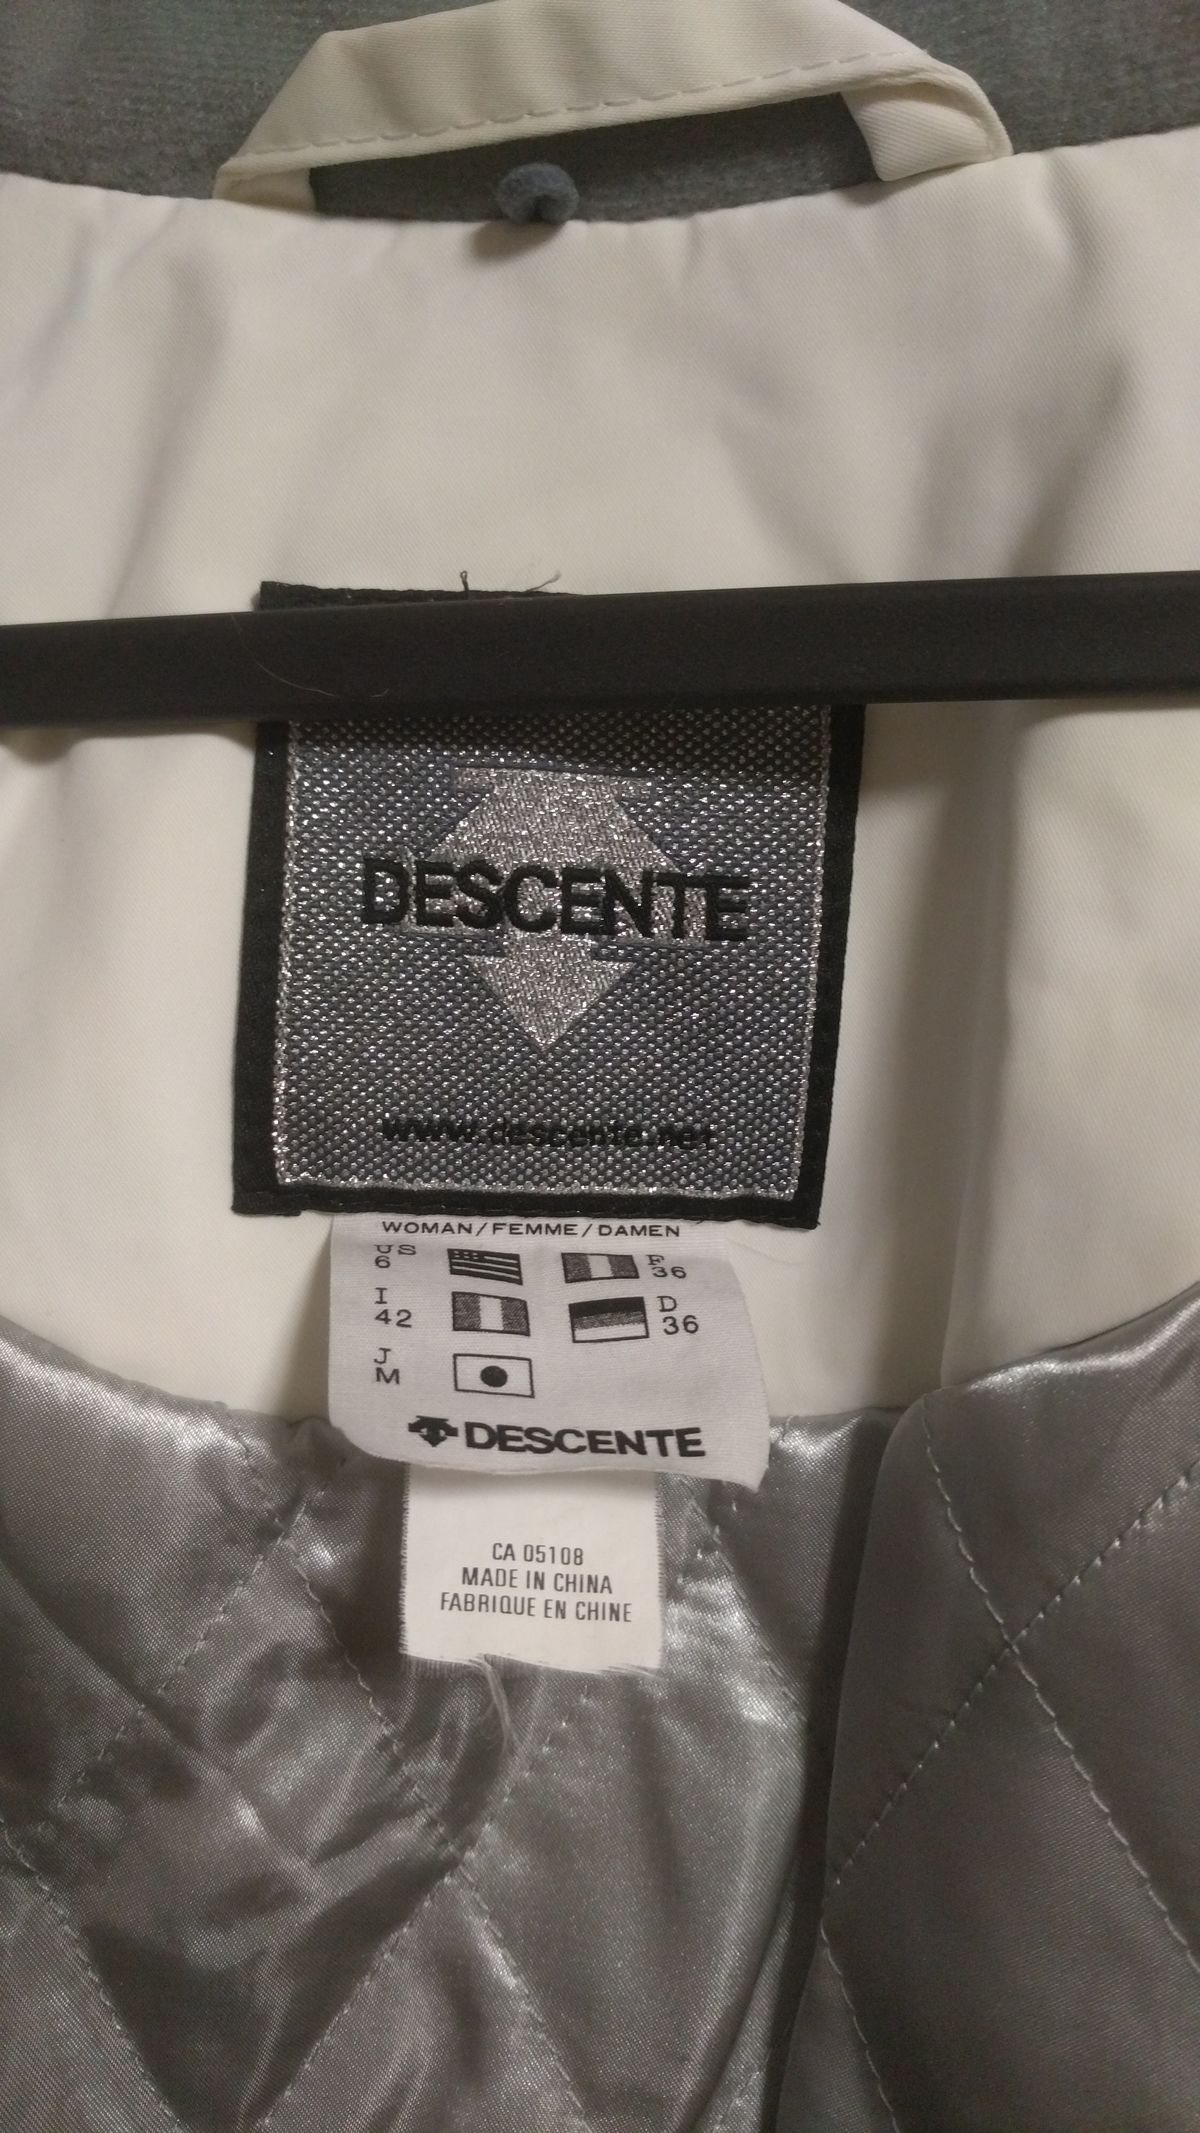 DESCENTE
www.descente.net
WOMAN/FEMME/DAMEN
US
6
F
36
I
42
D
36
J
M
DESCENTE
CA 05108
MADE IN CHINA
FABRIQUE EN CHINE